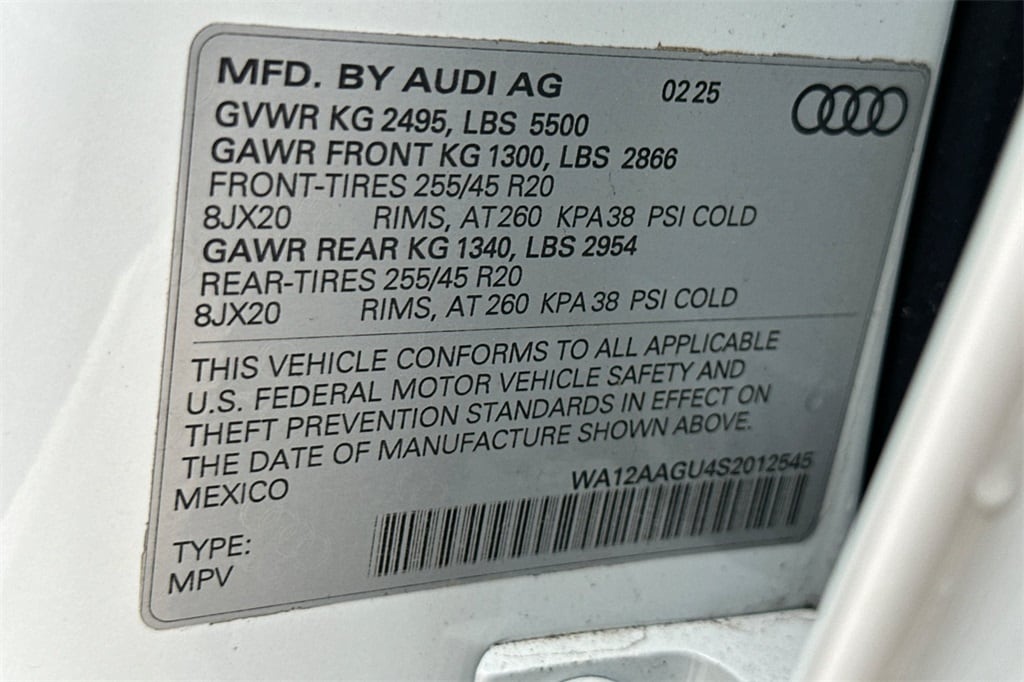 MFD. BY AUDI AG 02 25
GVWR KG 2495, LBS 5500
GAWR FRONT KG 1300, LBS 2866
FRONT-TIRES 255/45 R20
8JX20 RIMS, AT 260 KPA 38 PSI COLD
GAWR REAR KG 1340, LBS 2954
REAR-TIRES 255/45 R20
8JX20 RIMS, AT 260 KPA 38 PSI COLD
THIS VEHICLE CONFORMS TO ALL APPLICABLE
U.S. FEDERAL MOTOR VEHICLE SAFETY AND
THEFT PREVENTION STANDARDS IN EFFECT ON
THE DATE OF MANUFACTURE SHOWN ABOVE.
MEXICO WA12AAGU4S2012545
TYPE:
MPV